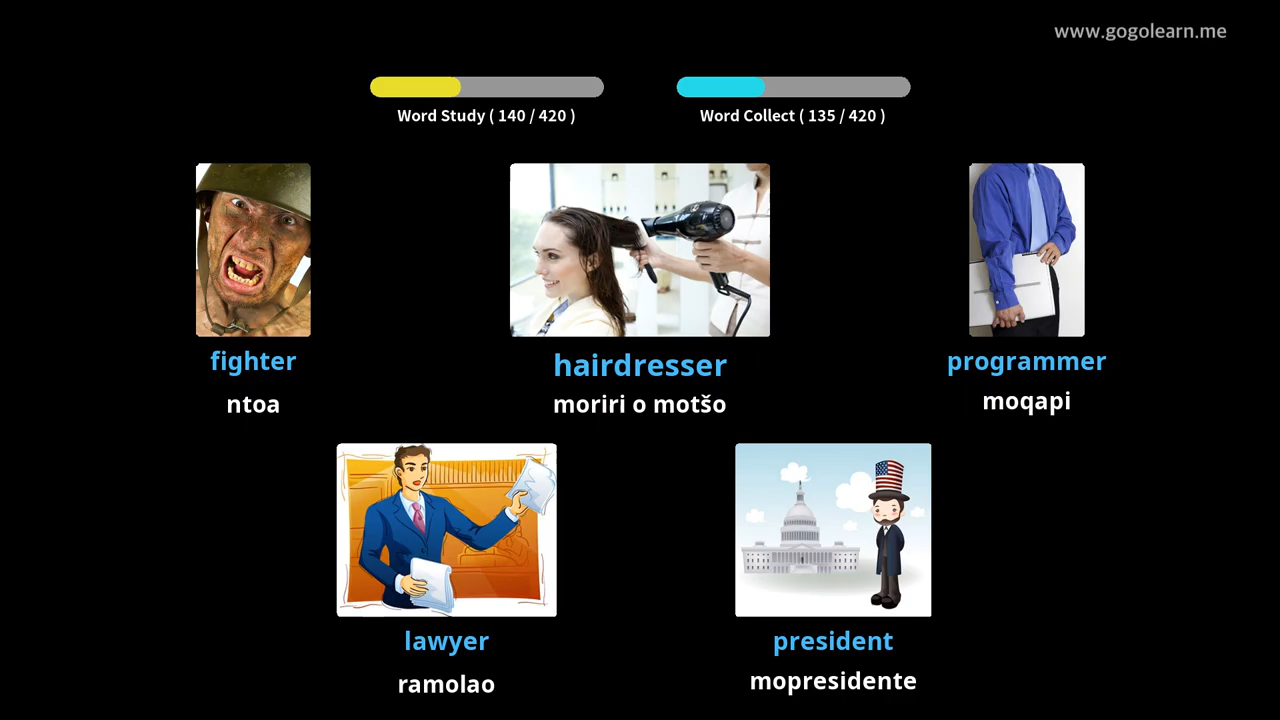 www.gogolearn.me
Word Study ( 140 / 420 )
Word Collect ( 135 / 420 )
fighter
hairdresser
programmer
ntoa
moriri o motšo
moqapi
lawyer
president
ramolao
mopresidente